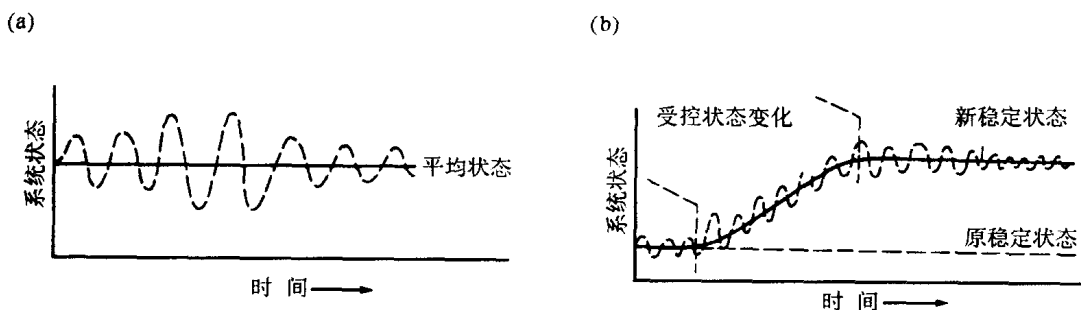 (a)
系统状态
平均状态
时 间
(b)
系统状态
受控状态变化
新稳定状态
原稳定状态
时 间